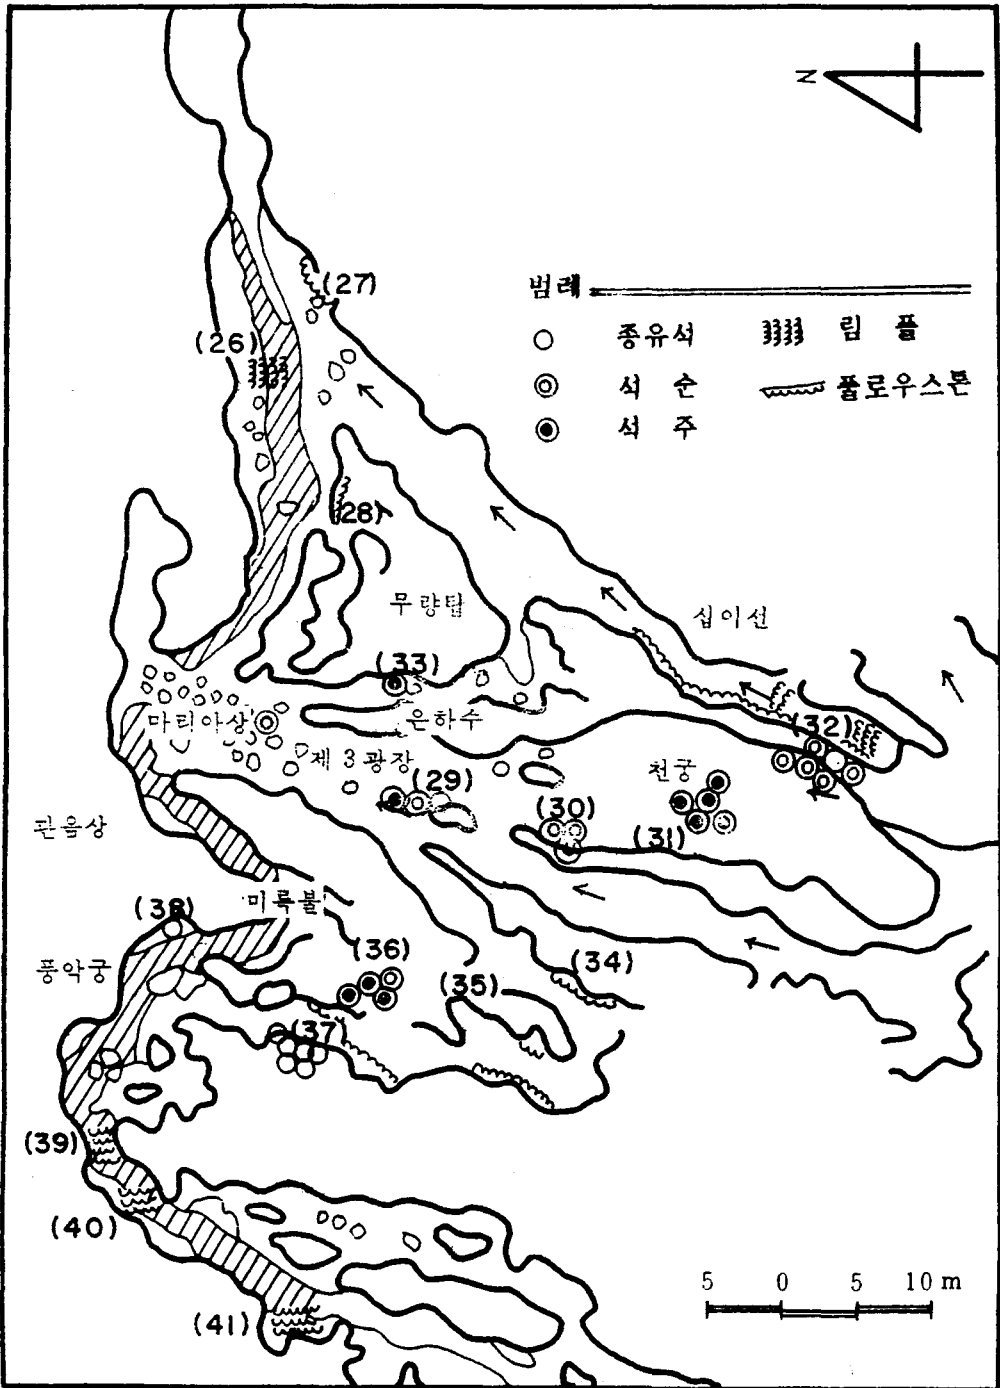 N
범례
종유석
림 풀
석 순
플로우스톤
석 주
(27)
(26)
(28)
무량탑
십이선
(33)
마리아상
은하수
(32)
제3광장
천궁
(29)
(30)
(31)
관음상
미륵불
(38)
(36)
(34)
풍악궁
(35)
(37)
(39)
(40)
(41)
5 0 5 10 m